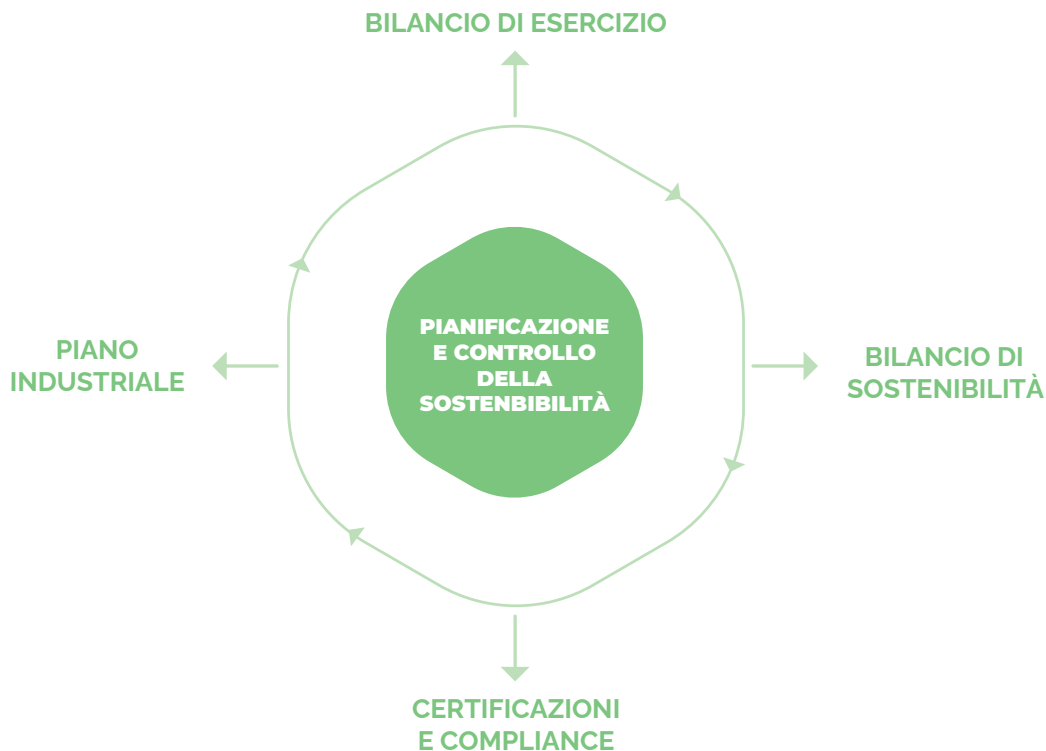 BILANCIO DI ESERCIZIO
PIANO
INDUSTRIALE
PIANIFICAZIONE
E CONTROLLO
DELLA
SOSTENBIBILITÀ
BILANCIO DI
SOSTENIBILITÀ
CERTIFICAZIONI
E COMPLIANCE